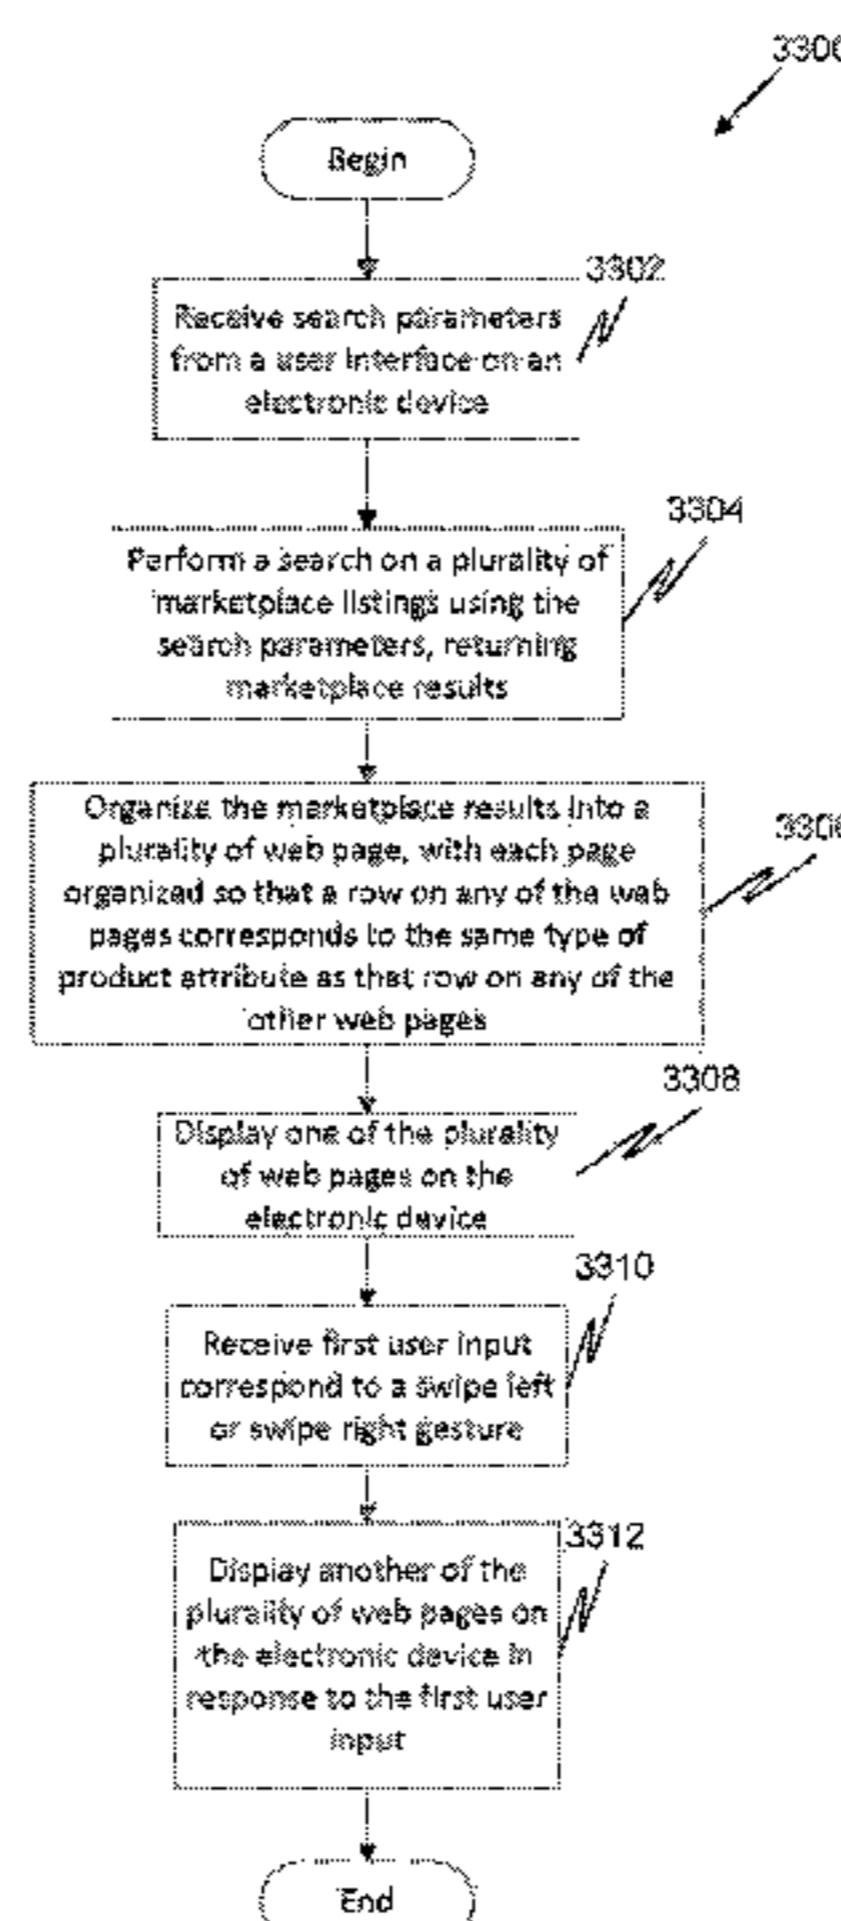 3300
Begin
3302
Receive search parameters
from a user interface on an
electronic device
3304
Perform a search on a plurality of
marketplace listings using the
search parameters, returning
marketplace results
Organize the marketplace results into a
plurality of web page, with each page
3306
organized so that a row on any of the web
pages corresponds to the same type of
product attribute as that row on any of the
other web pages
3308
Display one of the plurality
of web pages on the
electronic device
3310
Receive first user input
correspond to a swipe left
or swipe right gesture
3312
Display another of the
plurality of web pages on
the electronic device in
response to the first user
input
End